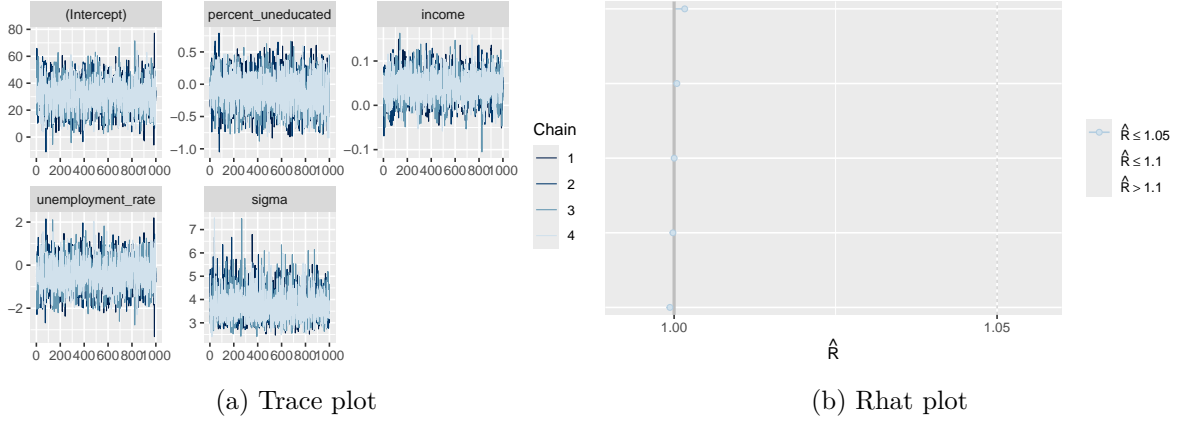 (Intercept)
percent_uneducated
income
80
60
40
20
0
0.5
0.0
−0.5
−1.0
0.1
0.0
−0.1
0 200 400 600 800 1000
0 200 400 600 800 1000
0 200 400 600 800 1000
unemployment_rate
sigma
2
0
−2
7
6
5
4
3
0 200 400 600 800 1000
0 200 400 600 800 1000
Chain
1
2
3
4
(a) Trace plot
1.00
1.05
R̂
R̂ ≤ 1.05
R̂ ≤ 1.1
R̂ > 1.1
(b) Rhat plot